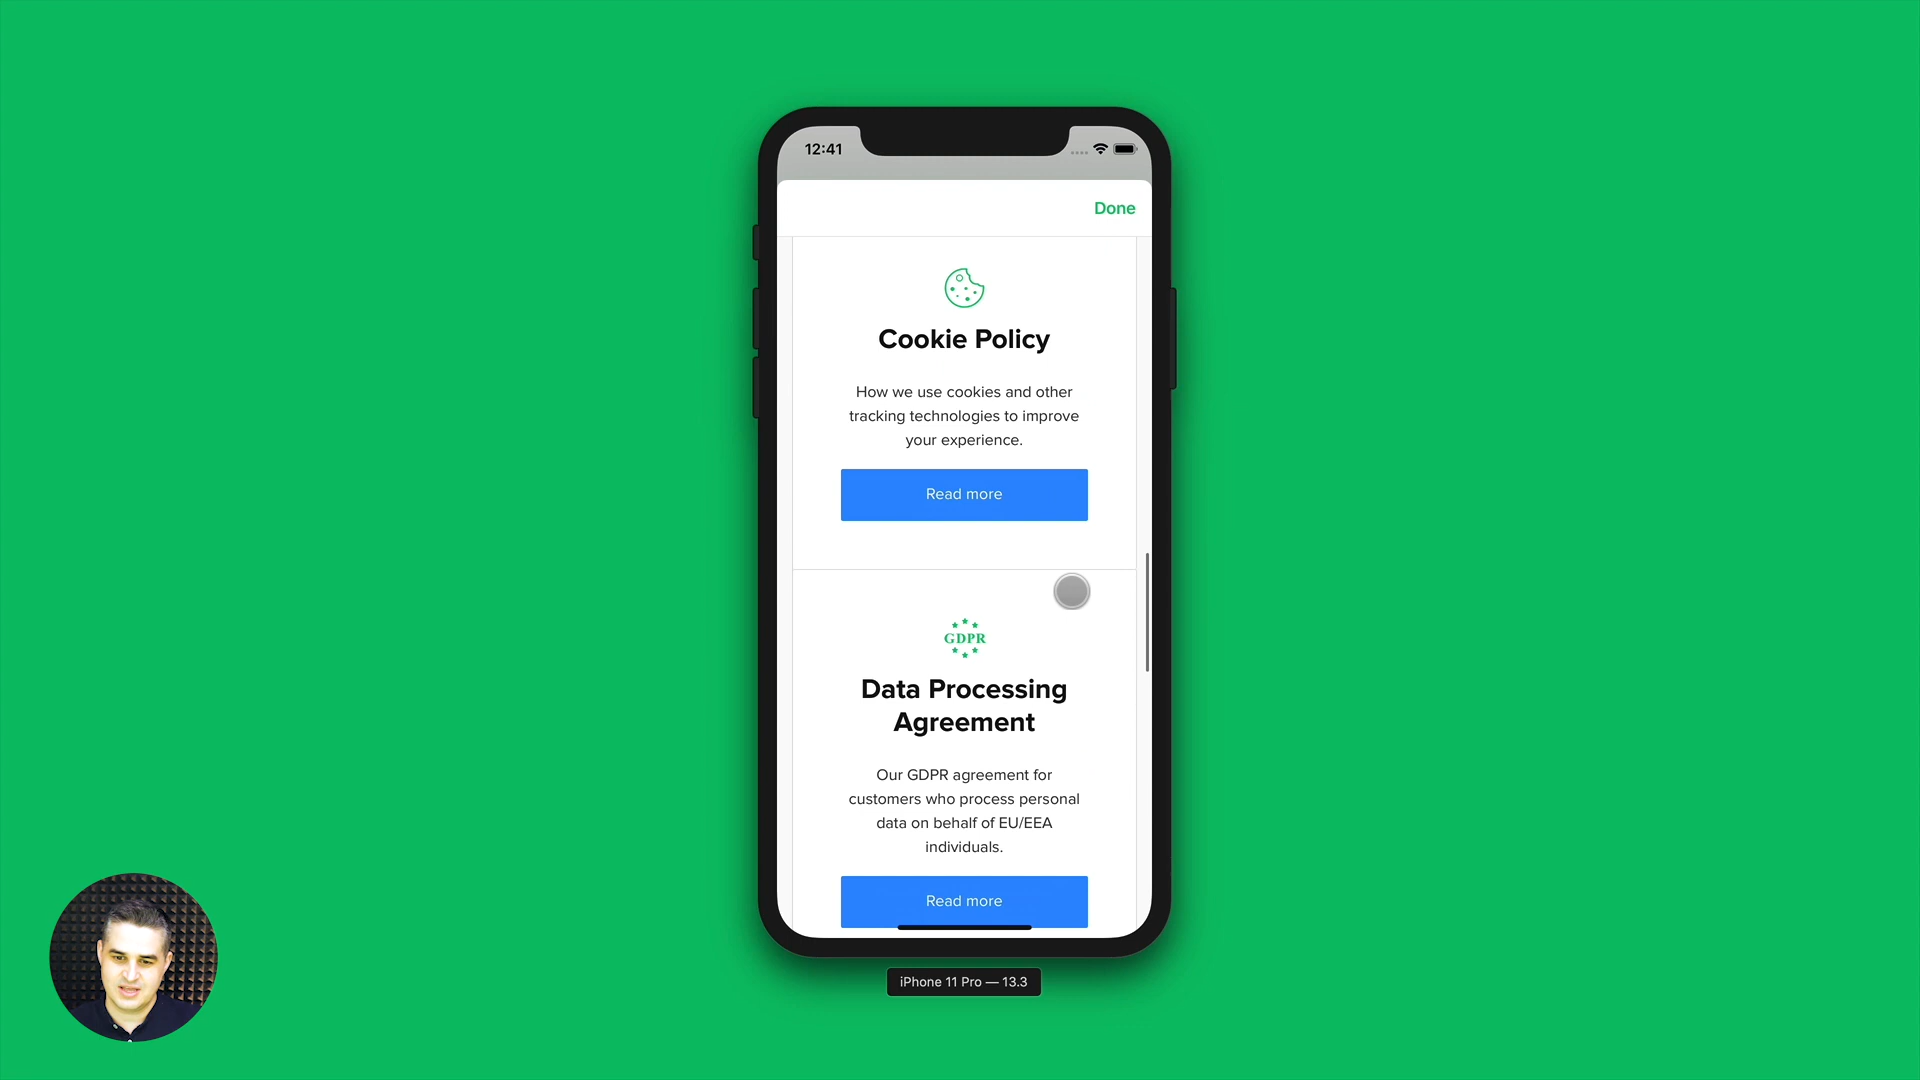 12:41
Done
Cookie Policy
How we use cookies and other
tracking technologies to improve
your experience.
Read more
GDPR
Data Processing
Agreement
Our GDPR agreement for
customers who process personal
data on behalf of EU/EEA
individuals.
Read more
iPhone 11 Pro — 13.3